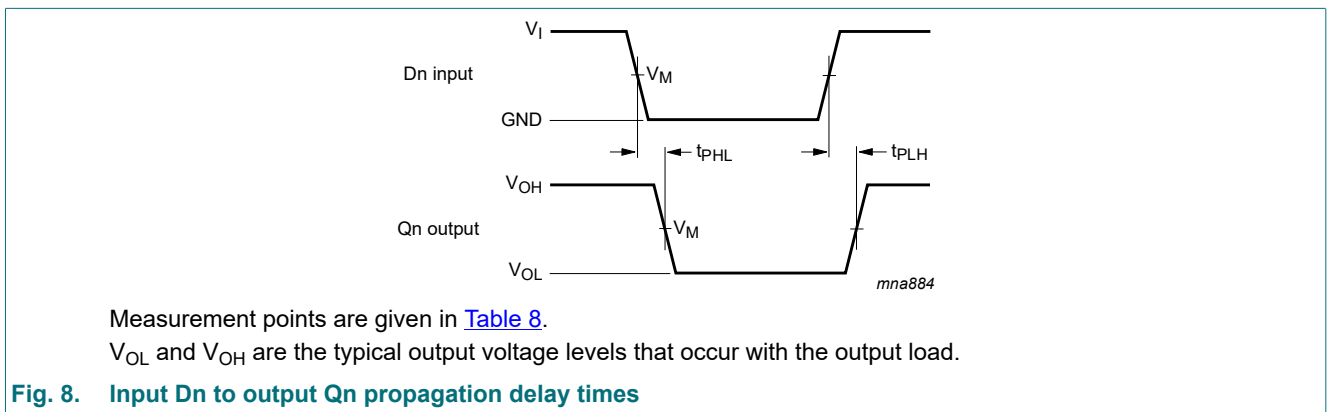 VI
Dn input
VM
GND
tPHL
tPLH
VOH
Qn output
VM
VOL
mna884
Measurement points are given in Table 8.
VOL and VOH are the typical output voltage levels that occur with the output load.
Fig. 8. Input Dn to output Qn propagation delay times